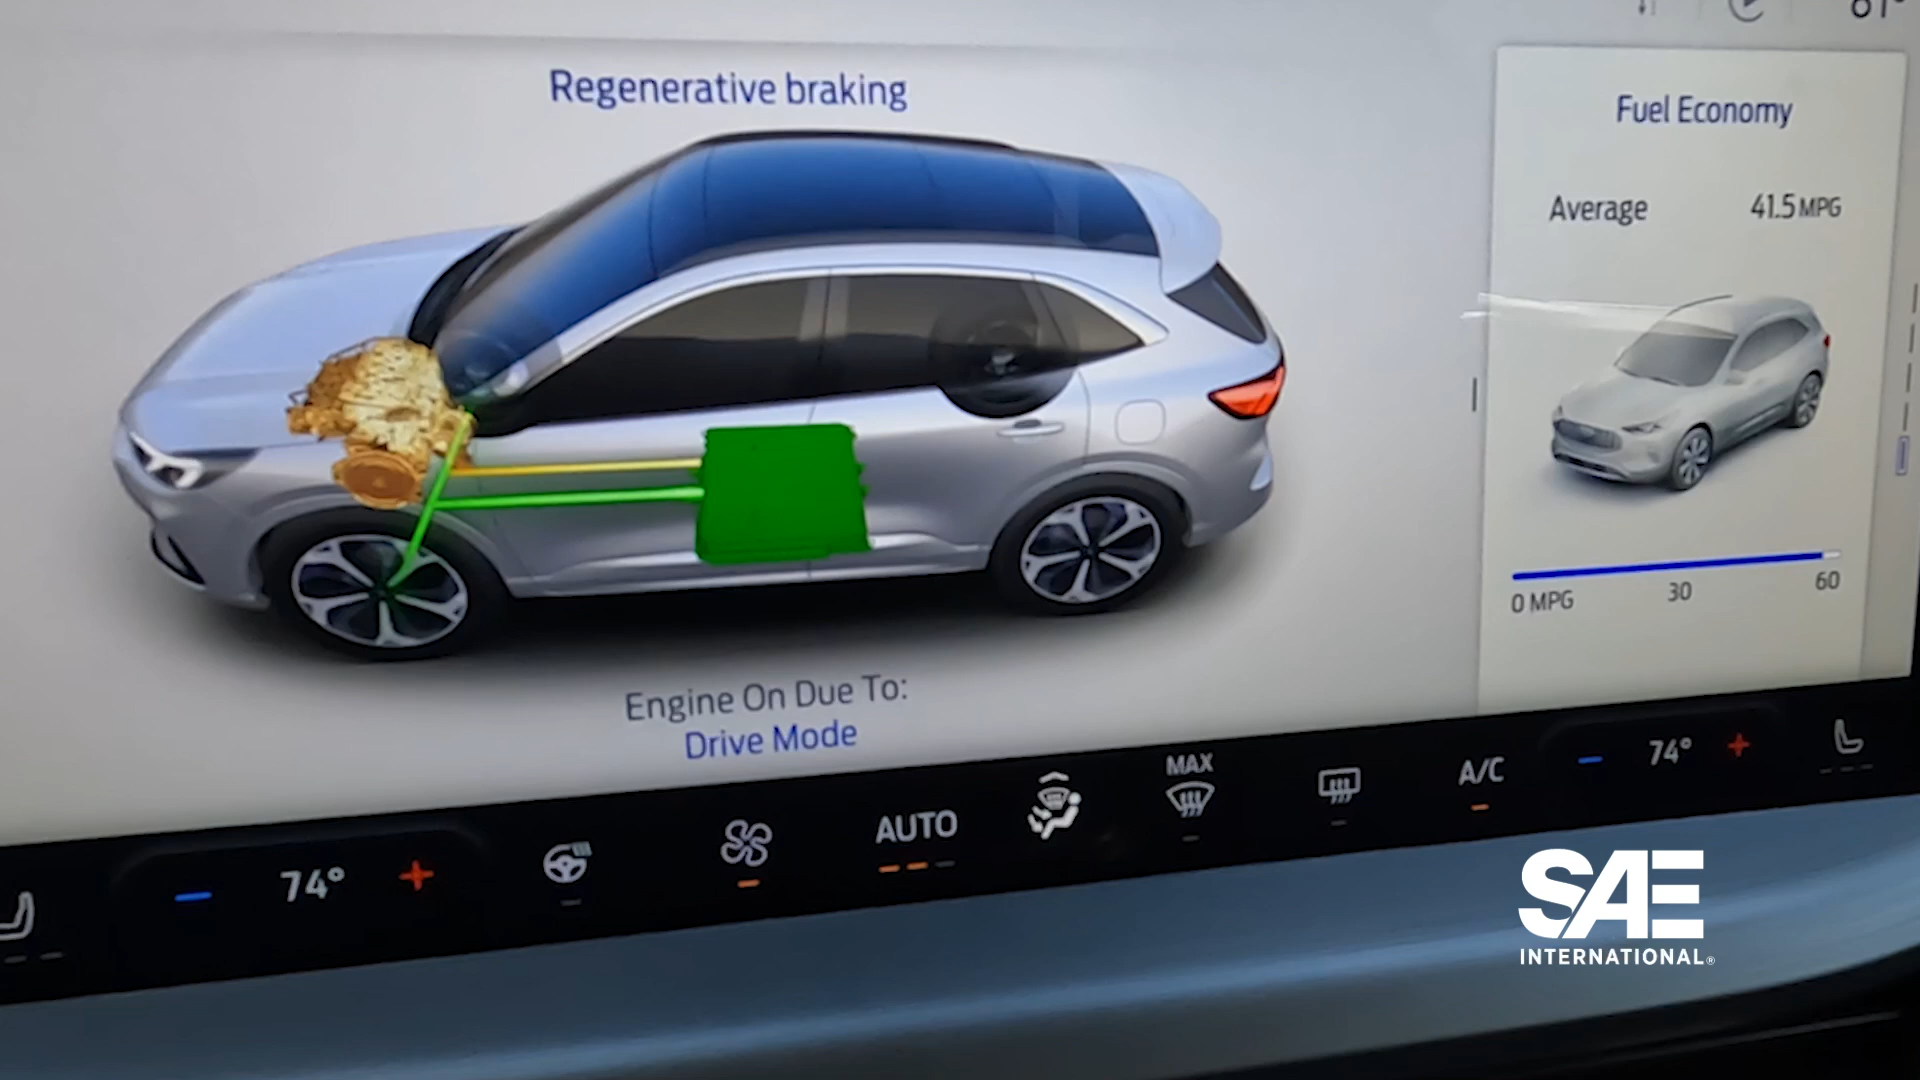 Regenerative braking
Fuel Economy
Average 41.5 MPG
0 MPG 30 60
Engine On Due To:
Drive Mode
74°
AUTO
MAX
A/C
74°
SAE
INTERNATIONAL®